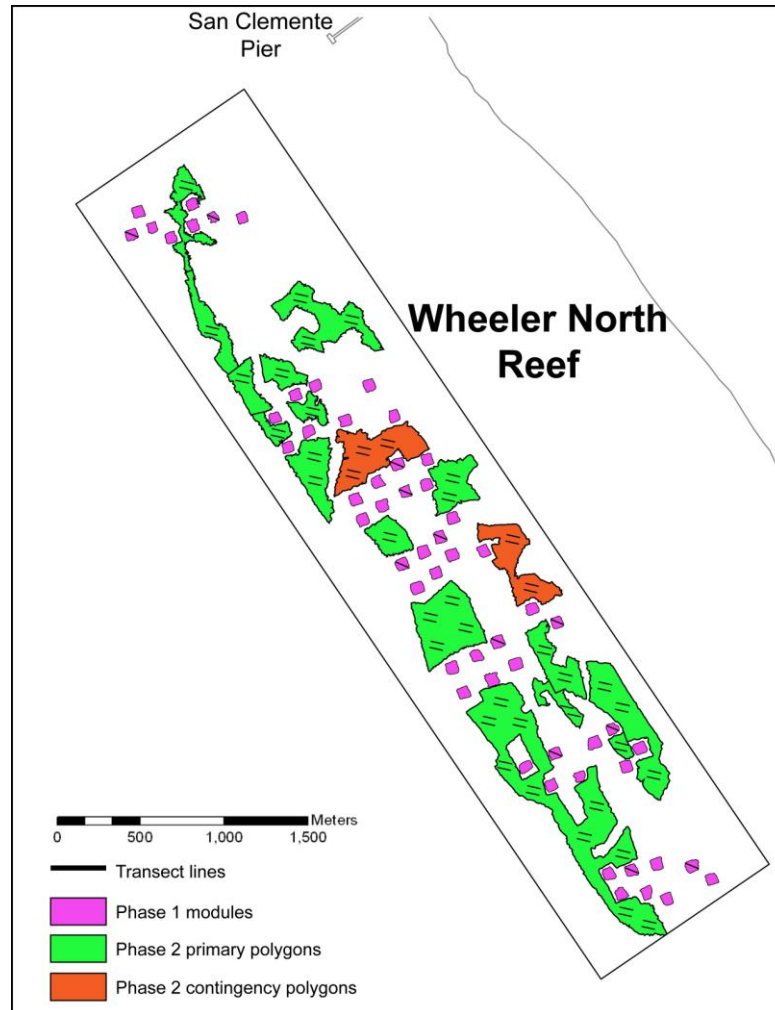 San Clemente
Pier
Wheeler North
Reef
Meters
0 500 1,000 1,500
Transect lines
Phase 1 modules
Phase 2 primary polygons
Phase 2 contingency polygons